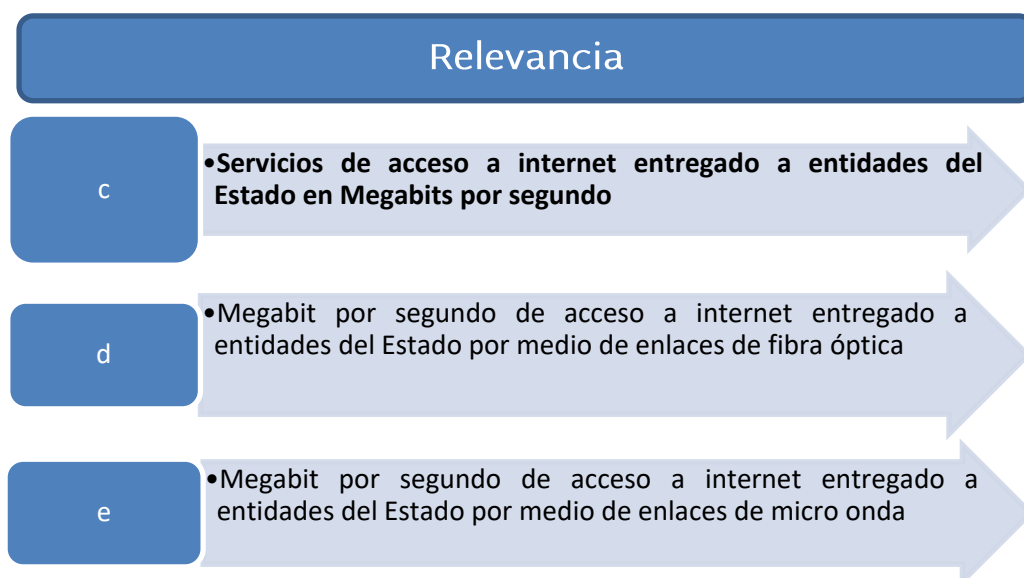 Relevancia
c
•Servicios de acceso a internet entregado a entidades del
Estado en Megabits por segundo
d
•Megabit por segundo de acceso a internet entregado a
entidades del Estado por medio de enlaces de fibra óptica
e
•Megabit por segundo de acceso a internet entregado a
entidades del Estado por medio de enlaces de micro onda